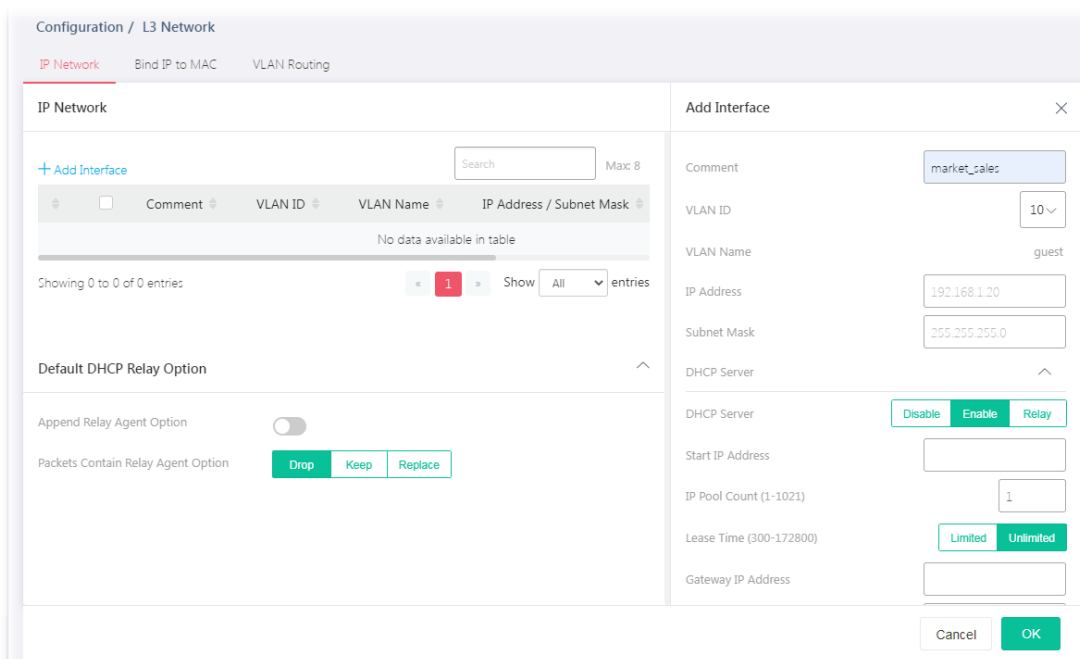 Configuration / L3 Network
IP Network Bind IP to MAC VLAN Routing
IP Network
+ Add Interface Search Max: 8
Comment VLAN ID VLAN Name IP Address / Subnet Mask
No data available in table
Showing 0 to 0 of 0 entries « 1 » Show All entries
Default DHCP Relay Option
Append Relay Agent Option
Packets Contain Relay Agent Option Drop Keep Replace
Add Interface
Comment market_sales
VLAN ID 10
VLAN Name guest
IP Address 192.168.1.20
Subnet Mask 255.255.255.0
DHCP Server
DHCP Server Disable Enable Relay
Start IP Address
IP Pool Count (1-1021) 1
Lease Time (300-172800) Limited Unlimited
Gateway IP Address
Cancel OK